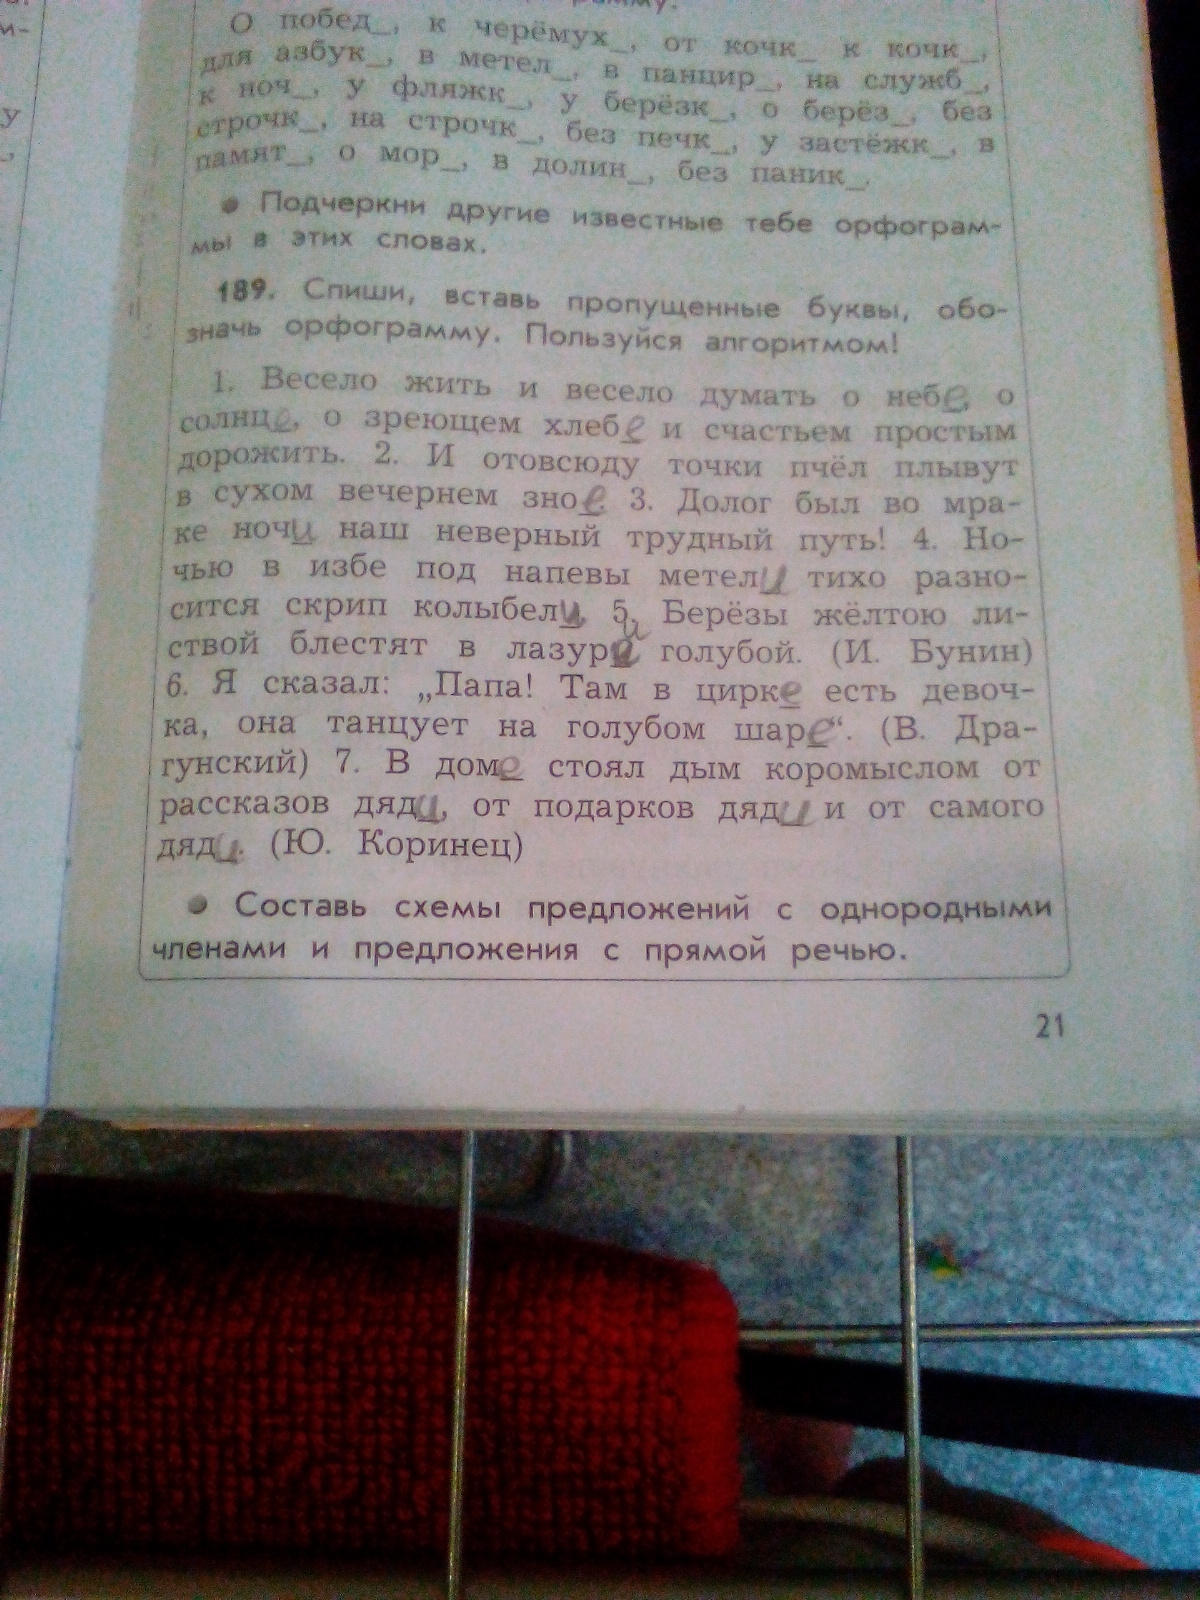 О побед_, к черёмух_, от кочк_ к кочк_,
для азбук_, в метел_, в панцир_, на служб_,
к ноч_, у фляжк_, у берёзк_, о берёз_, без
строчк_, на строчк_, без печк_, у застёжк_, в
памят_, о мор_, в долин_, без паник_.
● Подчеркни другие известные тебе орфограм-
мы в этих словах.
189. Спиши, вставь пропущенные буквы, обо-
значь орфограмму. Пользуйся алгоритмом!
1. Весело жить и весело думать о небе, о
солнце, о зреющем хлебе и счастьем простым
дорожить. 2. И отовсюду точки пчёл плывут
в сухом вечернем зное. 3. Долог был во мра-
ке ночи наш неверный трудный путь! 4. Но-
чью в избе под напевы метели тихо разно-
сится скрип колыбели. 5. Берёзы жёлтою ли-
ствой блестят в лазури голубой. (И. Бунин)
6. Я сказал: „Папа! Там в цирке есть девоч-
ка, она танцует на голубом шаре“. (В. Дра-
гунский) 7. В доме стоял дым коромыслом от
рассказов дяди, от подарков дяди и от самого
дяди. (Ю. Коринец)
● Составь схемы предложений с однородными
членами и предложения с прямой речью.
21